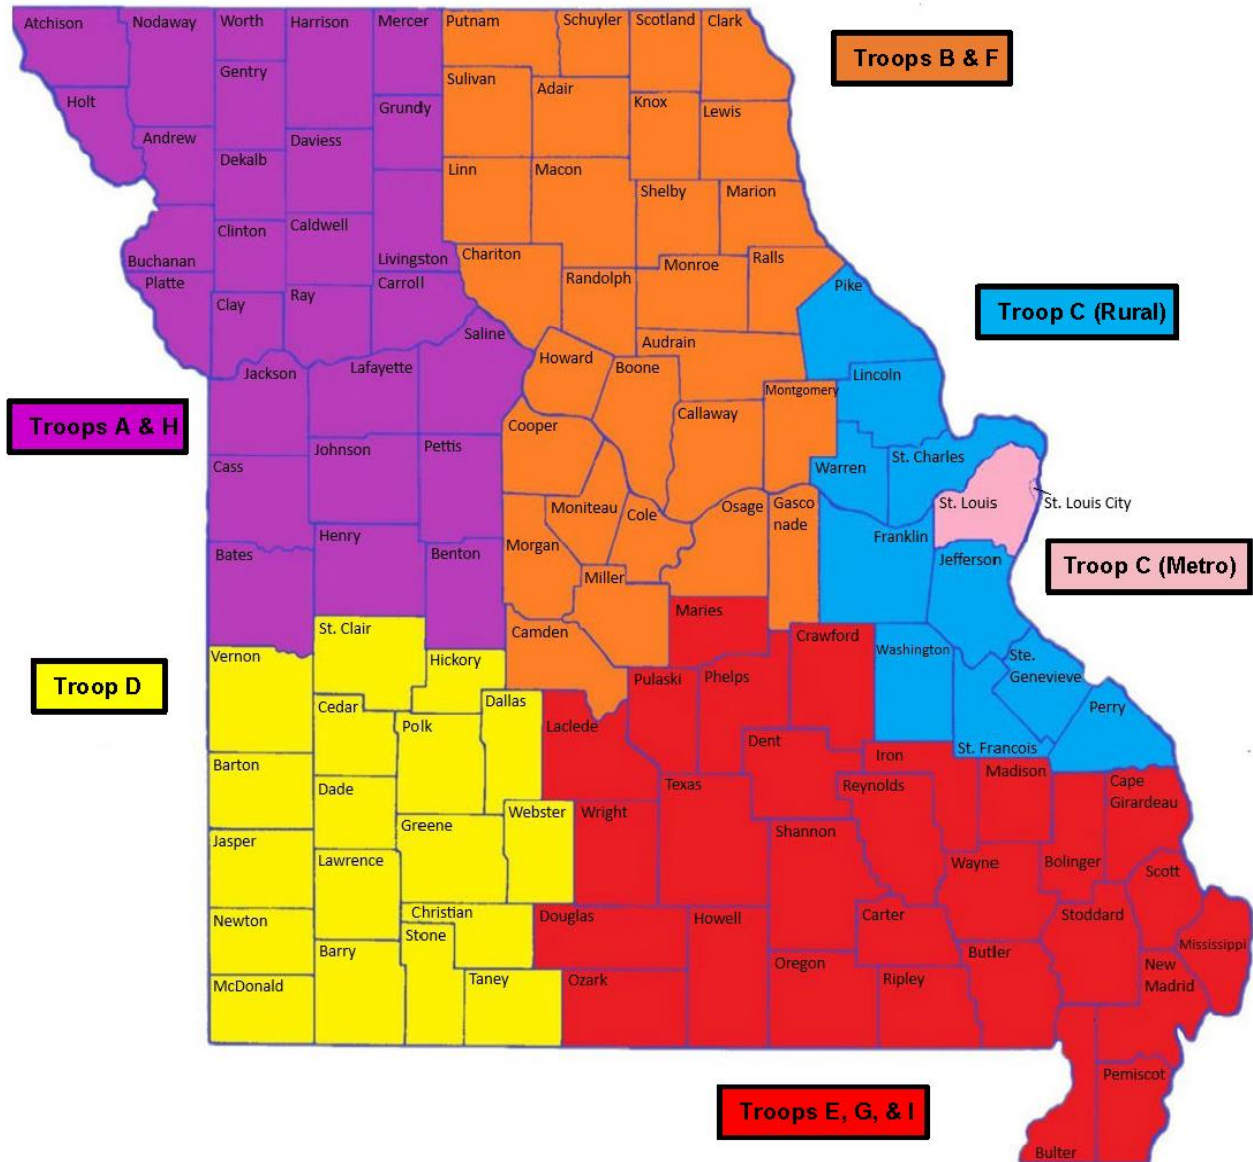 Atchison
Nodaway
Worth
Harrison
Mercer
Putnam
Schuyler
Scotland
Clark
Troops B & F
Gentry
Sulivan
Adair
Holt
Grundy
Knox
Lewis
Andrew
Daviess
Dekalb
Linn
Macon
Shelby
Marion
Clinton
Caldwell
Buchanan
Livingston
Chariton
Monroe
Ralls
Platte
Carroll
Randolph
Pike
Clay
Ray
Troop C (Rural)
Saline
Audrain
Howard
Boone
Jackson
Lafayette
Lincoln
Montgomery
Troops A & H
Callaway
Cooper
Johnson
Pettis
Cass
Warren
St. Charles
Moniteau
Cole
Osage
Gasco
nade
St. Louis
St. Louis City
Henry
Morgan
Franklin
Bates
Benton
Jefferson
Troop C (Metro)
Miller
Maries
St. Clair
Camden
Crawford
Washington
Vernon
Hickory
Ste.
Genevieve
Troop D
Pulaski
Phelps
Cedar
Dallas
Perry
Polk
Laclede
Dent
Iron
St. Francois
Barton
Madison
Cape
Girardeau
Dade
Texas
Reynolds
Webster
Wright
Greene
Shannon
Jasper
Lawrence
Wayne
Bolinger
Scott
Newton
Christian
Douglas
Howell
Carter
Stoddard
Stone
Barry
Mississippi
Oregon
Butler
New
Madrid
McDonald
Taney
Ozark
Ripley
Pemiscot
Troops E, G, & I
Bulter